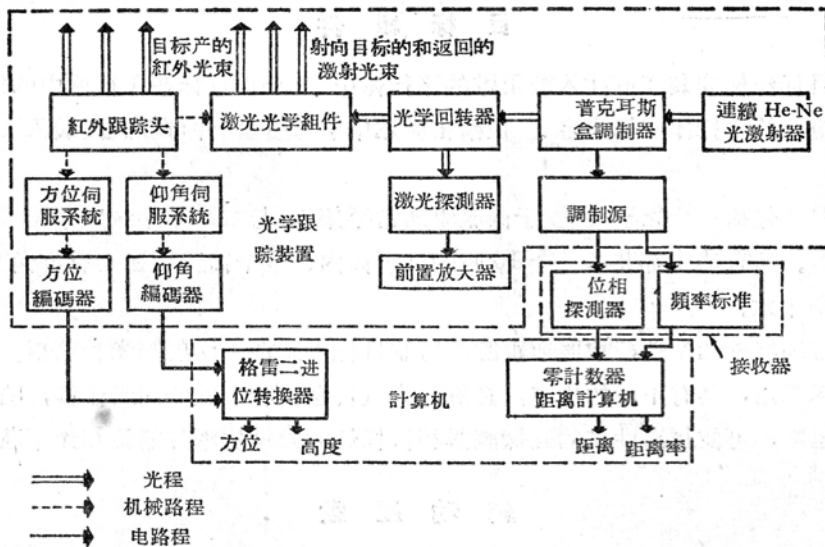 目标产的
紅外光束
射向目标的和返回的
激射光束
紅外跟踪头
激光光学組件
光学回转器
普克耳斯
盒調制器
連續 He-Ne
光激射器
方位伺
服系統
仰角伺
服系統
光学跟
踪裝置
激光探測器
調制源
方位
編碼器
仰角
編碼器
前置放大器
位相
探測器
頻率标准
接收器
格雷二进
位转換器
計算机
零計数器
距离計算机
方位
高度
距离
距离率
光程
机械路程
电路程